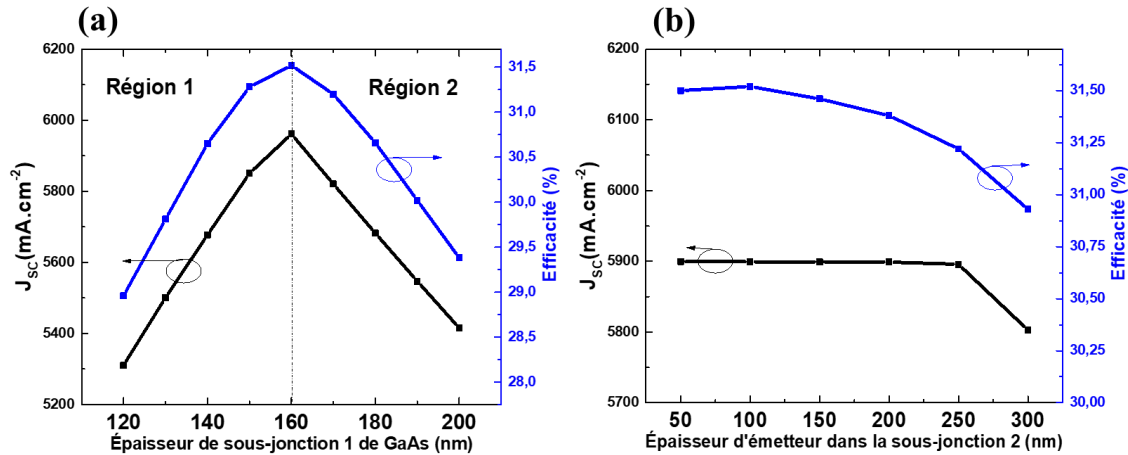 (a)
Région 1
Région 2
J_SC(mA.cm⁻²)
6200
6000
5800
5600
5400
5200
120 130 140 150 160 170 180 190 200
Épaisseur de sous-jonction 1 de GaAs (nm)
31,5
31,0
30,5
30,0
29,5
29,0
28,5
28,0
Efficacité (%)
(b)
J_SC(mA.cm⁻²)
6200
6100
6000
5900
5800
5700
50 100 150 200 250 300
Épaisseur d'émetteur dans la sous-jonction 2 (nm)
31,50
31,25
31,00
30,75
30,50
30,25
30,00
Efficacité (%)